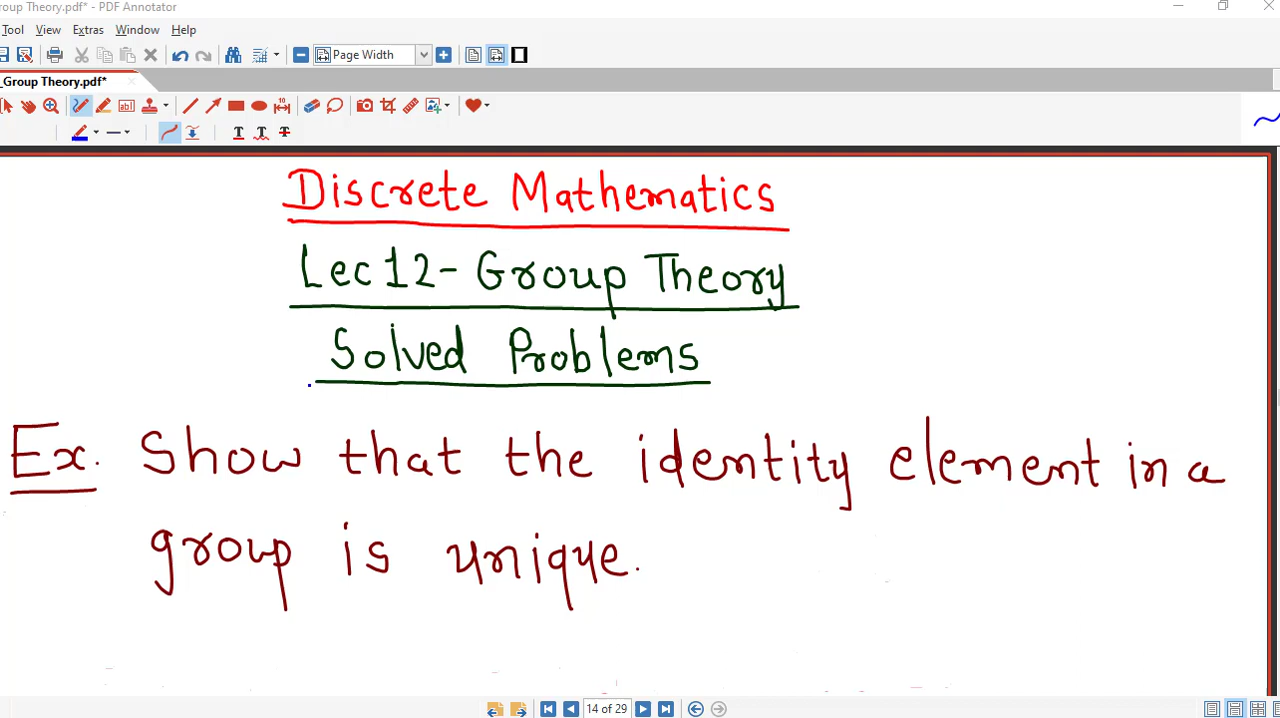 roup Theory.pdf* - PDF Annotator
Tool View Extras Window Help
Page Width
_Group Theory.pdf*
Discrete Mathematics
Lec 12- Group Theory
Solved Problems
Ex. Show that the identity element in a
group is unique.
14 of 29